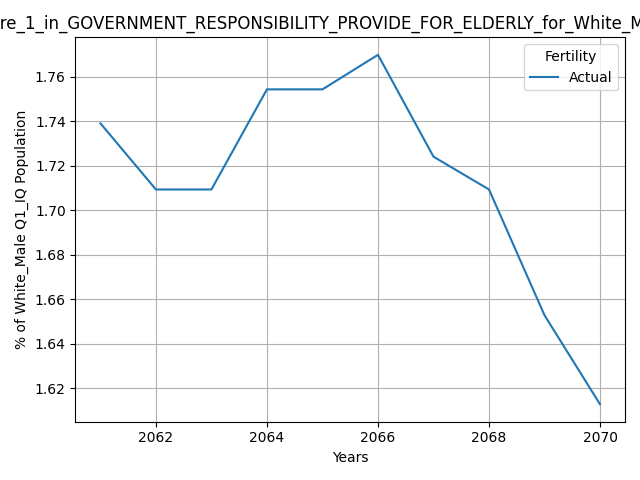 re_1_in_GOVERNMENT_RESPONSIBILITY_PROVIDE_FOR_ELDERLY_for_White_M
Fertility
Actual
1.76
1.74
1.72
1.70
1.68
1.66
1.64
1.62
% of White_Male Q1_IQ Population
2062 2064 2066 2068 2070
Years